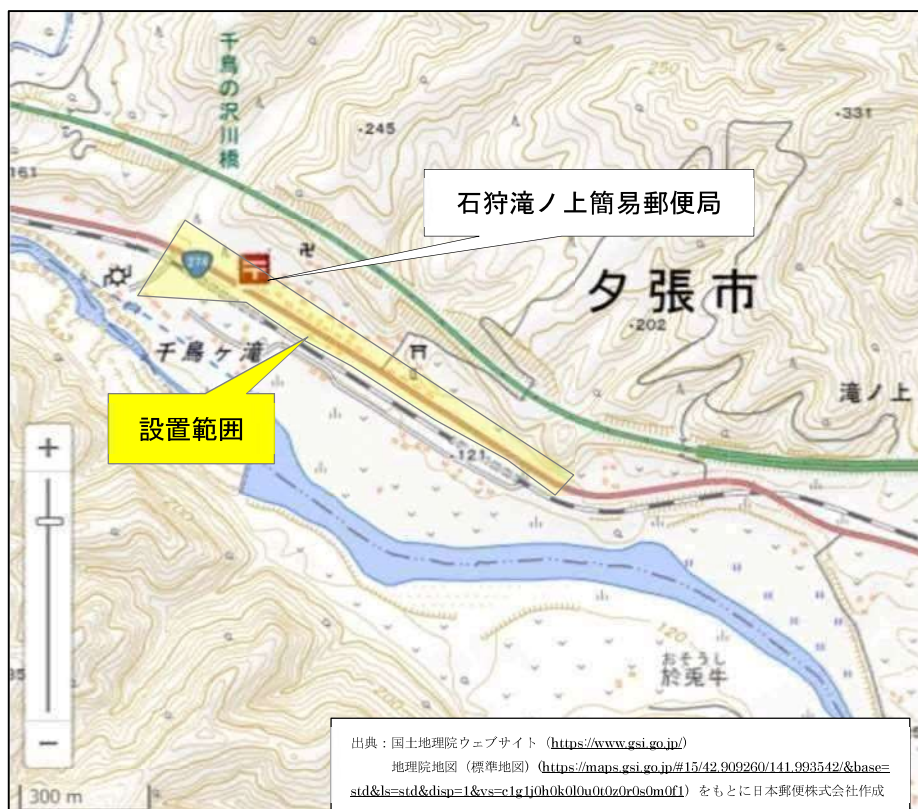 千鳥の沢川橋
250
・245
・331
161
石狩滝ノ上簡易郵便局
274
〒
卍
夕張市
・202
千鳥ヶ滝
滝ノ上
設置範囲
・121
+
200
120
おそうし
於兎牛
85
200
−
300 m
出典：国土地理院ウェブサイト（https://www.gsi.go.jp/）
地理院地図（標準地図）（https://maps.gsi.go.jp/#15/42.909260/141.993542/&base=
std&ls=std&disp=1&vs=c1g1j0h0k0l0u0t0z0r0s0m0f1）をもとに日本郵便株式会社作成